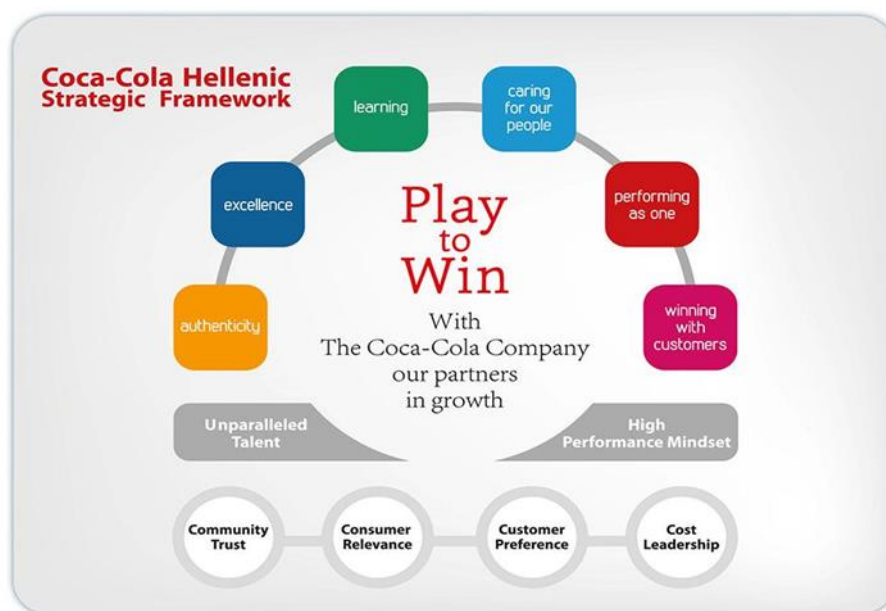 Coca-Cola Hellenic
Strategic Framework
learning
caring
for our
people
excellence
performing
as one
authenticity
winning
with
customers
Play
to
Win
With
The Coca-Cola Company
our partners
in growth
Unparalleled
Talent
High
Performance Mindset
Community
Trust
Consumer
Relevance
Customer
Preference
Cost
Leadership